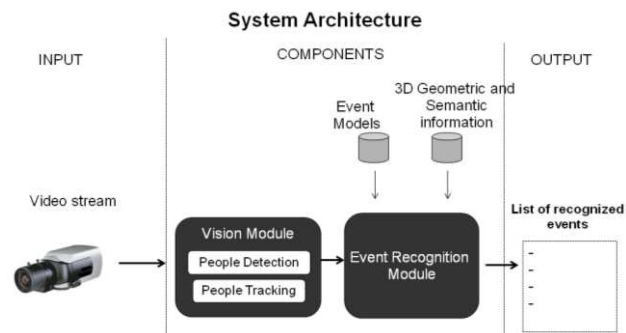 System Architecture
INPUT
COMPONENTS
OUTPUT
Event
Models
3D Geometric and
Semantic
information
Video stream
Vision Module
People Detection
People Tracking
Event Recognition
Module
List of recognized
events
-
-
-
-